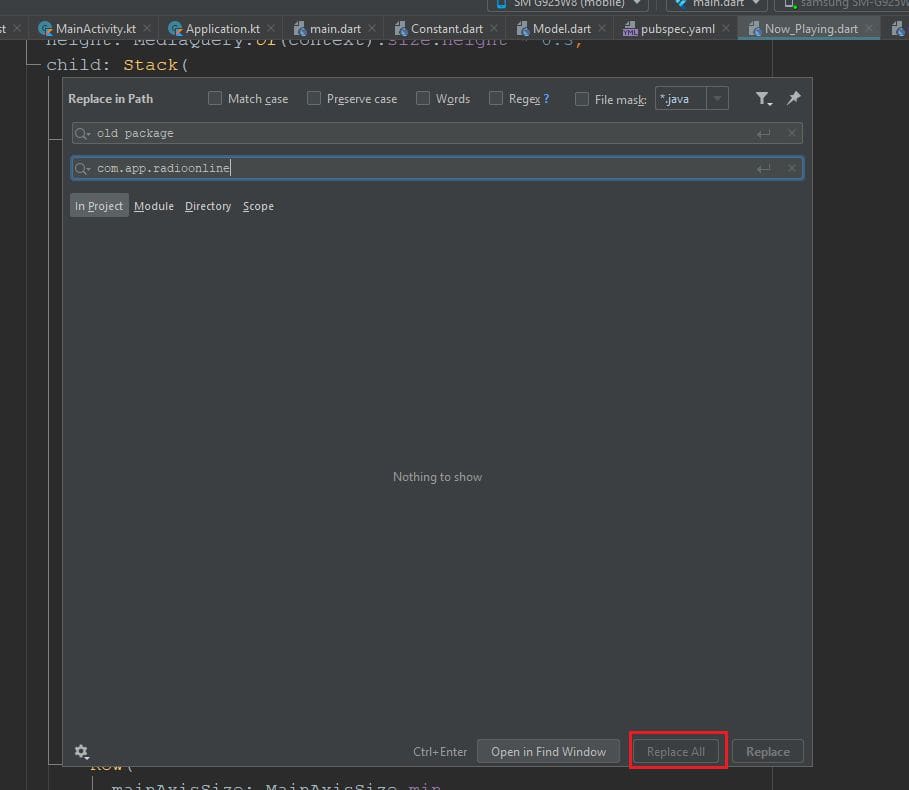 SM G925W8 (mobile) main.dart samsung SM-G925W
st MainActivity.kt Application.kt main.dart Constant.dart Model.dart pubspec.yaml Now_Playing.dart
height: MediaQuery.of(context).size.height * 0.3,
child: Stack(
Replace in Path Match case Preserve case Words Regex ? File mask: *.java
old package
com.app.radioonline
In Project Module Directory Scope
Nothing to show
Ctrl+Enter Open in Find Window Replace All Replace
Row(
mainAxisSize: MainAxisSize.min,